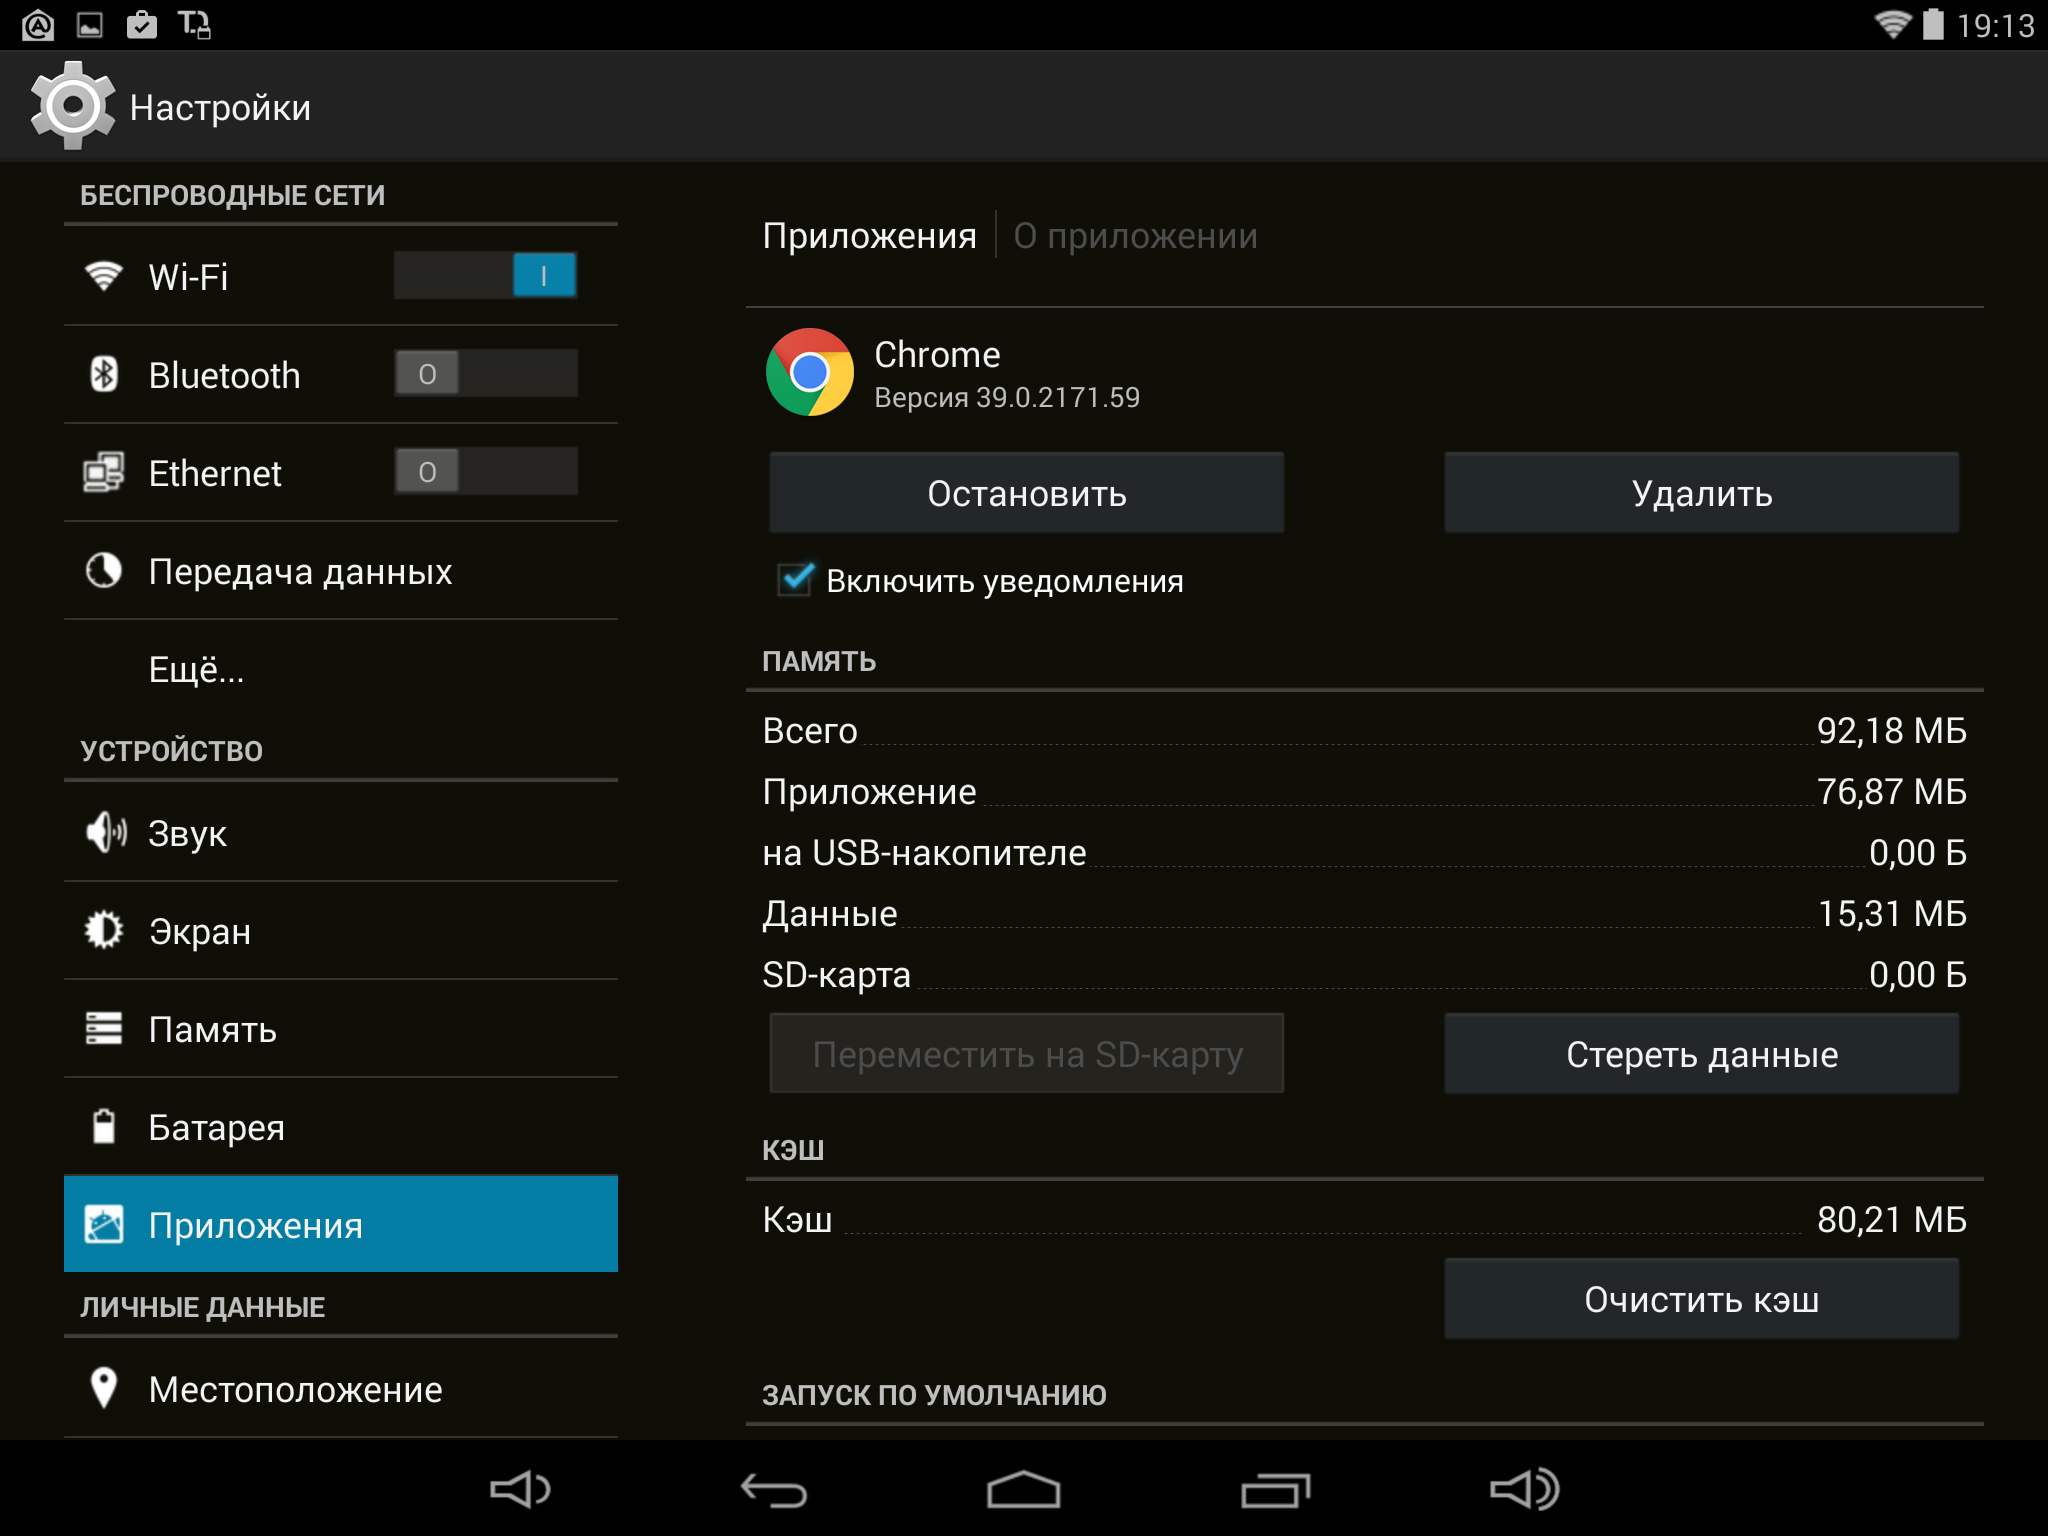 19:13
Настройки
БЕСПРОВОДНЫЕ СЕТИ
Wi-Fi
I
Bluetooth
O
Ethernet
O
Передача данных
Ещё...
УСТРОЙСТВО
Звук
Экран
Память
Батарея
Приложения
ЛИЧНЫЕ ДАННЫЕ
Местоположение
Приложения
О приложении
Chrome
Версия 39.0.2171.59
Остановить
Удалить
Включить уведомления
ПАМЯТЬ
Всего 92,18 МБ
Приложение 76,87 МБ
на USB-накопителе 0,00 Б
Данные 15,31 МБ
SD-карта 0,00 Б
Переместить на SD-карту
Стереть данные
КЭШ
Кэш 80,21 МБ
Очистить кэш
ЗАПУСК ПО УМОЛЧАНИЮ